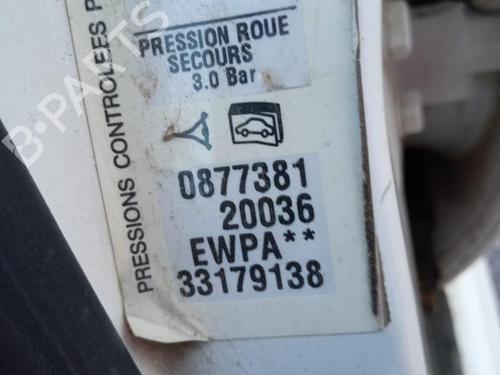 PRESSION ROUE
SECOURS
3.0 Bar
PRESSIONS CONTROLEES
0877381
20036
EWPA**
33179138
B-PARTS